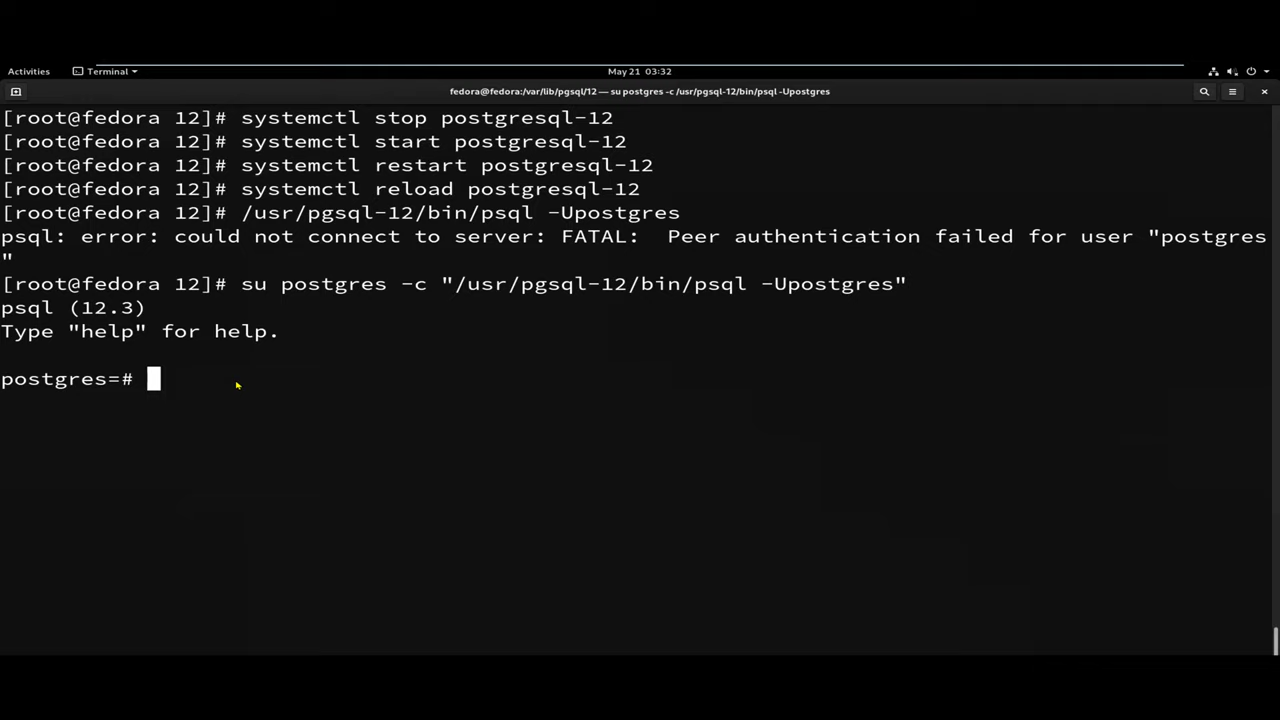 Activities
Terminal
May 21 03:32
fedora@fedora:/var/lib/pgsql/12 — su postgres -c /usr/pgsql-12/bin/psql -Upostgres
[root@fedora 12]# systemctl stop postgresql-12
[root@fedora 12]# systemctl start postgresql-12
[root@fedora 12]# systemctl restart postgresql-12
[root@fedora 12]# systemctl reload postgresql-12
[root@fedora 12]# /usr/pgsql-12/bin/psql -Upostgres
psql: error: could not connect to server: FATAL:  Peer authentication failed for user "postgres
"
[root@fedora 12]# su postgres -c "/usr/pgsql-12/bin/psql -Upostgres"
psql (12.3)
Type "help" for help.
postgres=#